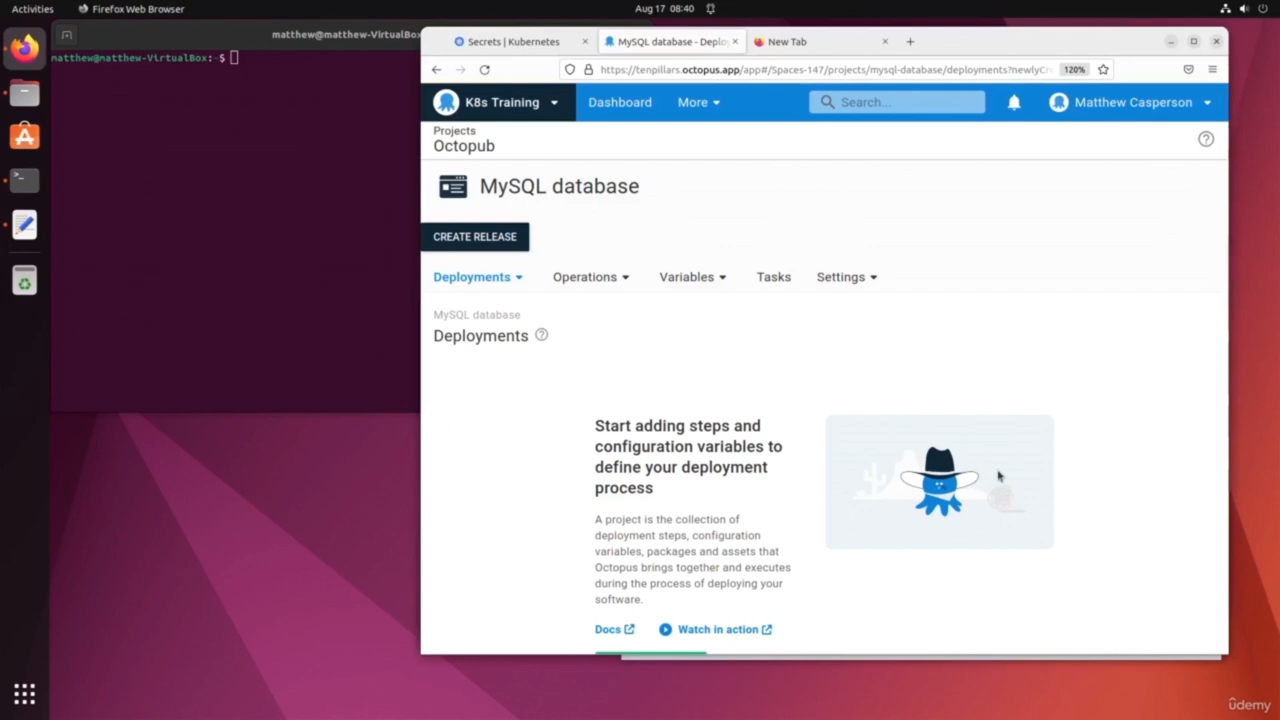 Activities
Firefox Web Browser
Aug 17 08:40
matthew@matthew-VirtualBox:
matthew@matthew-VirtualBox:~$
Secrets | Kubernetes
MySQL database - Deplo
New Tab
https://tenpillars.octopus.app/app#/Spaces-147/projects/mysql-database/deployments?newlyCr
120%
K8s Training
Dashboard
More
Search...
Matthew Casperson
Projects
Octopub
MySQL database
CREATE RELEASE
Deployments
Operations
Variables
Tasks
Settings
MySQL database
Deployments
Start adding steps and
configuration variables to
define your deployment
process
A project is the collection of
deployment steps, configuration
variables, packages and assets that
Octopus brings together and executes
during the process of deploying your
software.
Docs
Watch in action
ûdemy